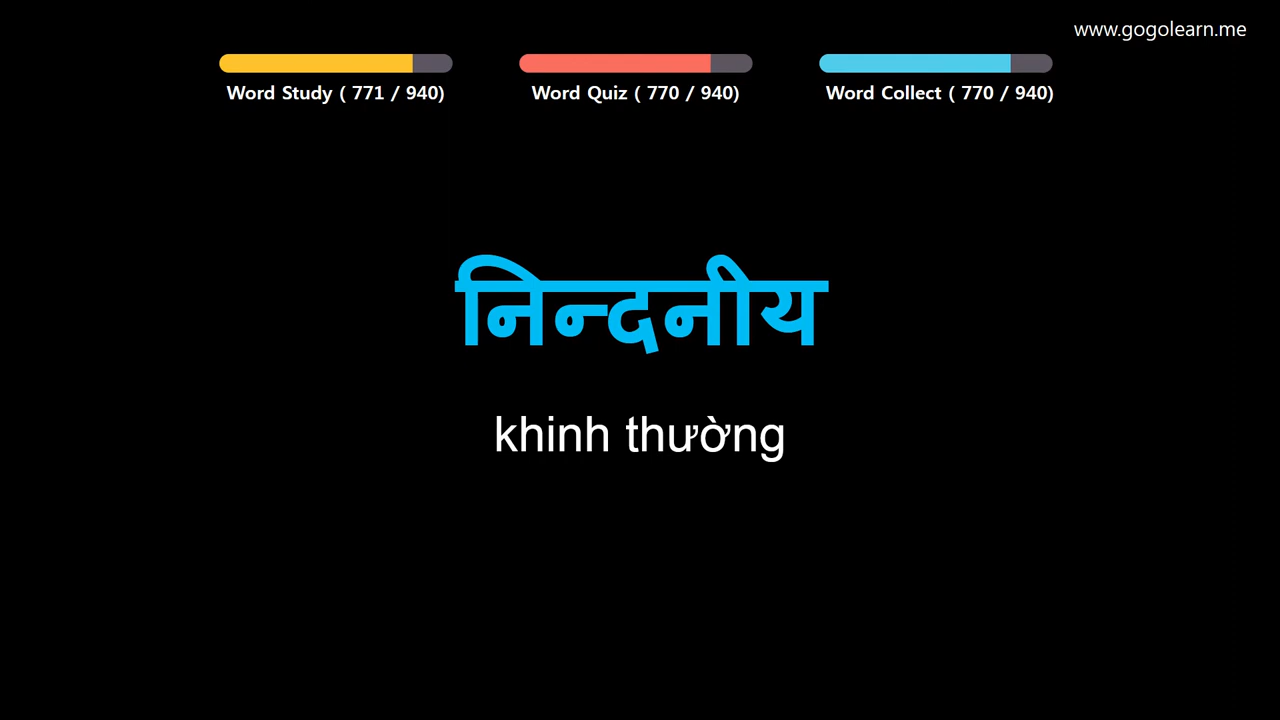 www.gogolearn.me
Word Study ( 771 / 940)
Word Quiz ( 770 / 940)
Word Collect ( 770 / 940)
निन्दनीय
khinh thường